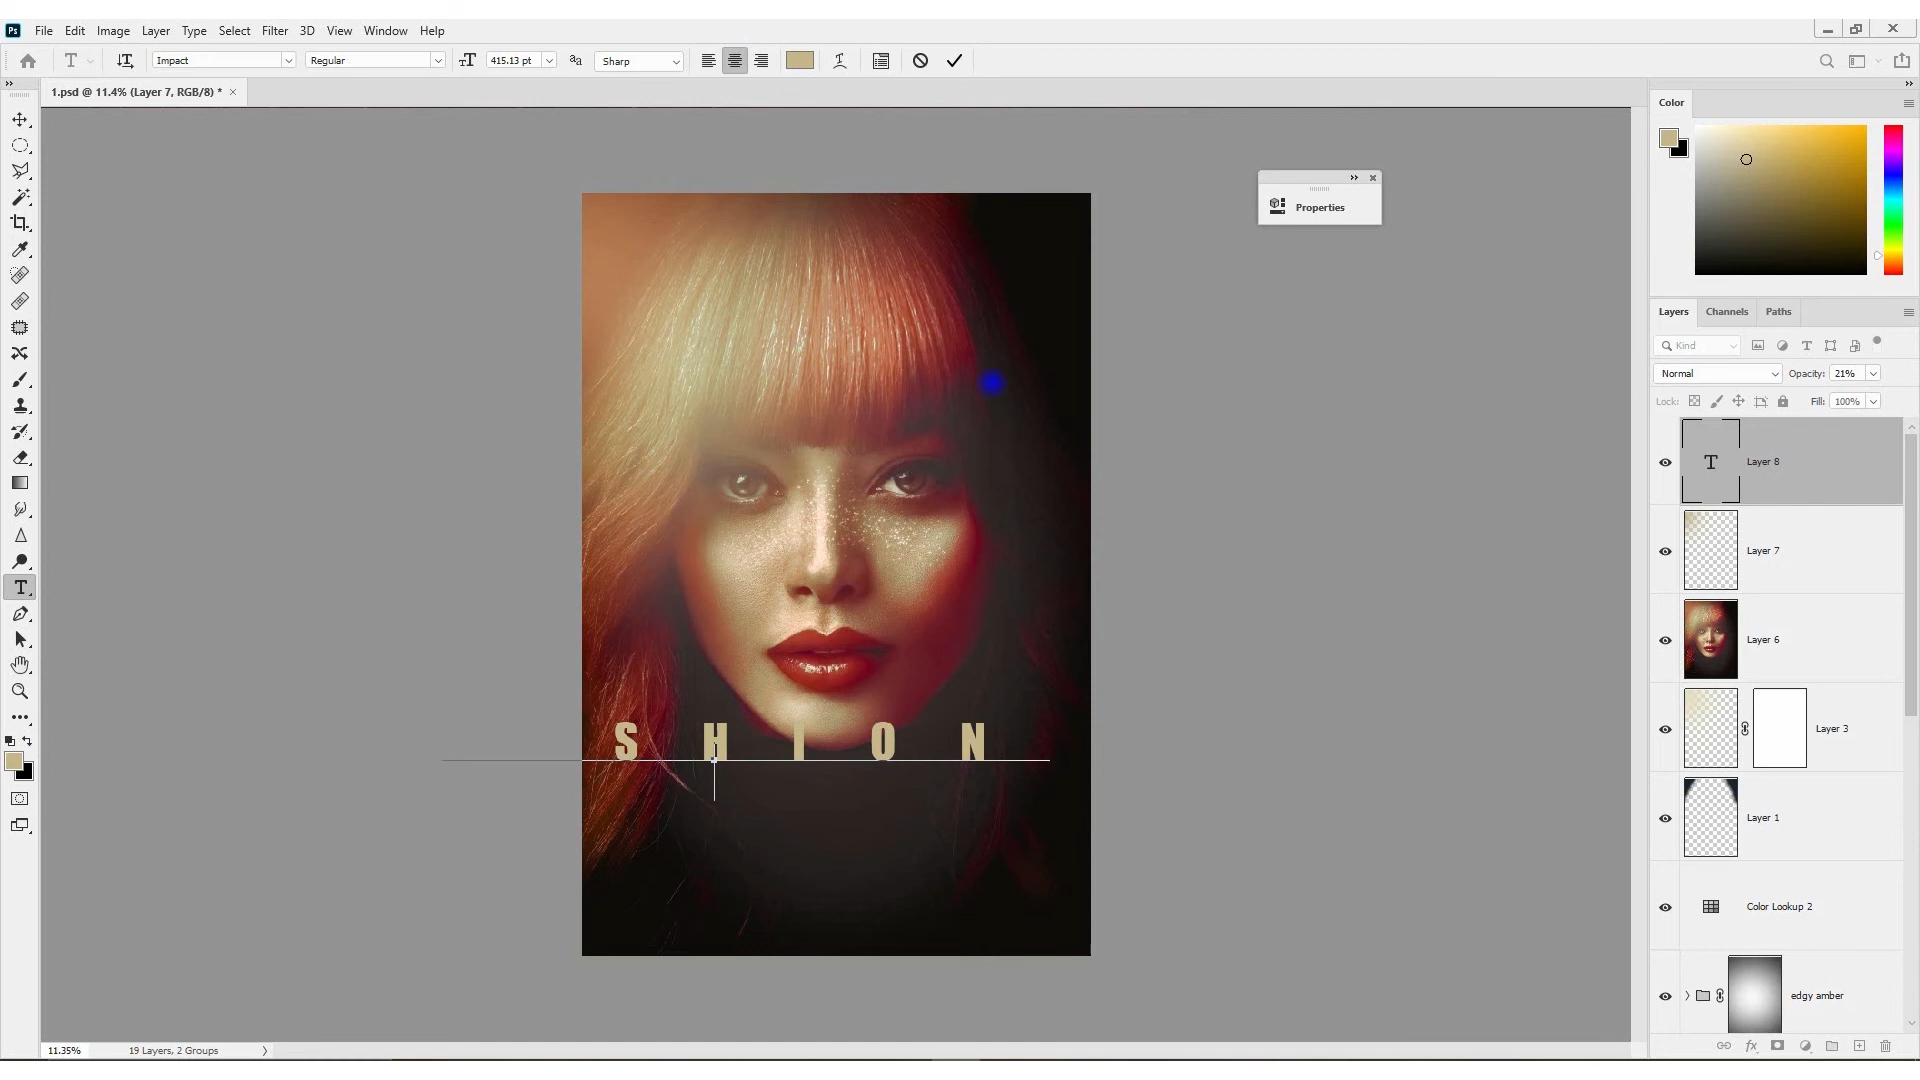 Ps File Edit Image Layer Type Select Filter 3D View Window Help
T Impact Regular 415.13 pt aa Sharp
1.psd @ 11.4% (Layer 7, RGB/8) * ×
Color
Properties
Layers Channels Paths
Kind
Normal Opacity: 21%
Lock: Fill: 100%
T Layer 8
Layer 7
Layer 6
Layer 3
S H I O N
Layer 1
Color Lookup 2
edgy amber
11.35% 19 Layers, 2 Groups